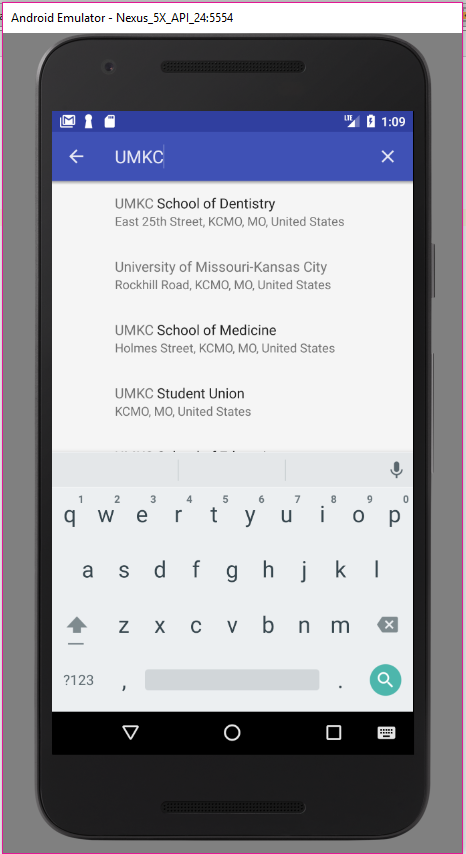 Android Emulator - Nexus_5X_API_24:5554
LTE 1:09
UMKC
UMKC School of Dentistry
East 25th Street, KCMO, MO, United States
University of Missouri-Kansas City
Rockhill Road, KCMO, MO, United States
UMKC School of Medicine
Holmes Street, KCMO, MO, United States
UMKC Student Union
KCMO, MO, United States
1 2 3 4 5 6 7 8 9 0
q w e r t y u i o p
a s d f g h j k l
z x c v b n m
?123 , .